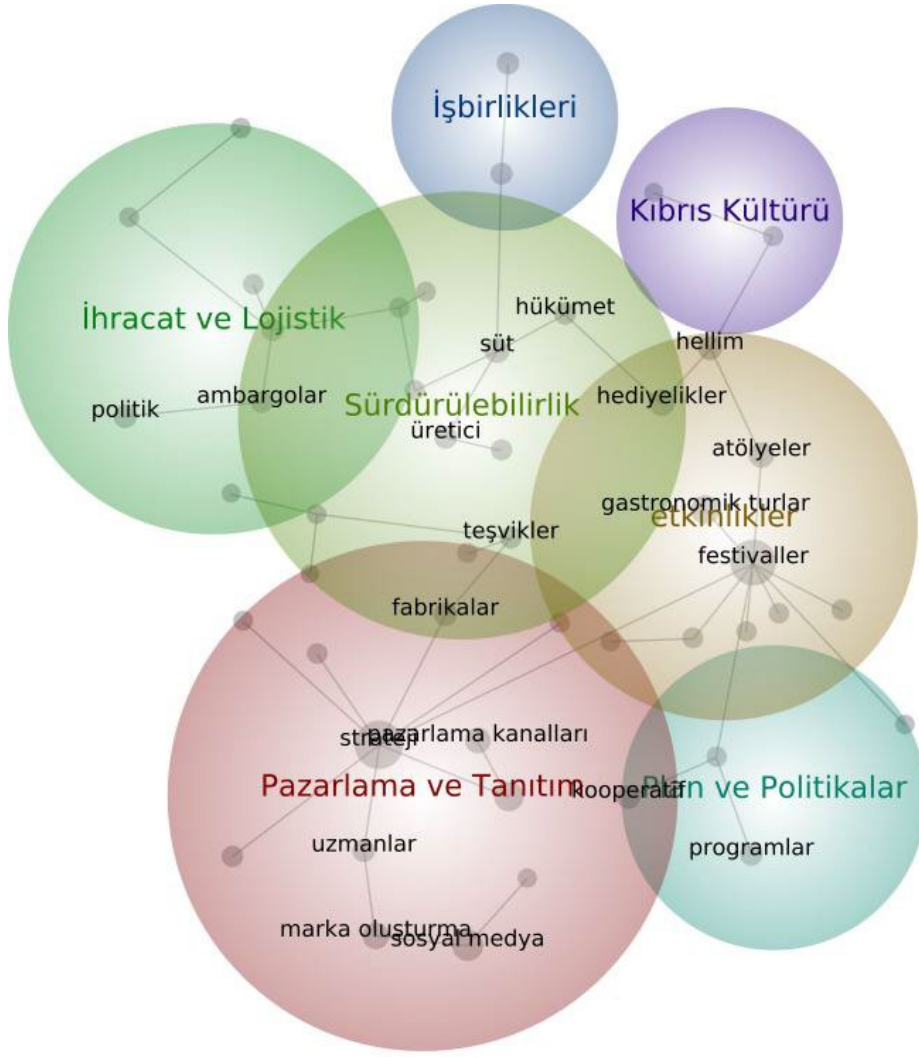 İşbirlikleri
Kıbrıs Kültürü
hükümet
İhracat ve Lojistik
süt
hellim
politik
ambargolar
Sürdürülebilirlik
hediyelikler
üretici
atölyeler
gastronomik turlar
etkinlikler
teşvikler
festivaller
fabrikalar
strateji
pazarlama kanalları
Pazarlama ve Tanıtım
kooperatif
Plan ve Politikalar
uzmanlar
programlar
marka oluşturma
sosyal medya